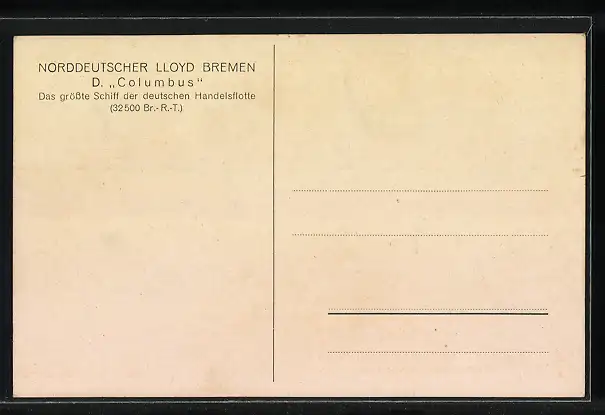 NORDDEUTSCHER LLOYD BREMEN
D. „Columbus“
Das größte Schiff der deutschen Handelsflotte
(32500 Br.-R.-T.)